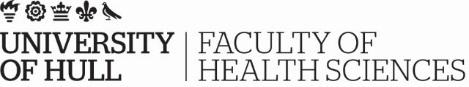 UNIVERSITY
OF HULL
FACULTY OF
HEALTH SCIENCES